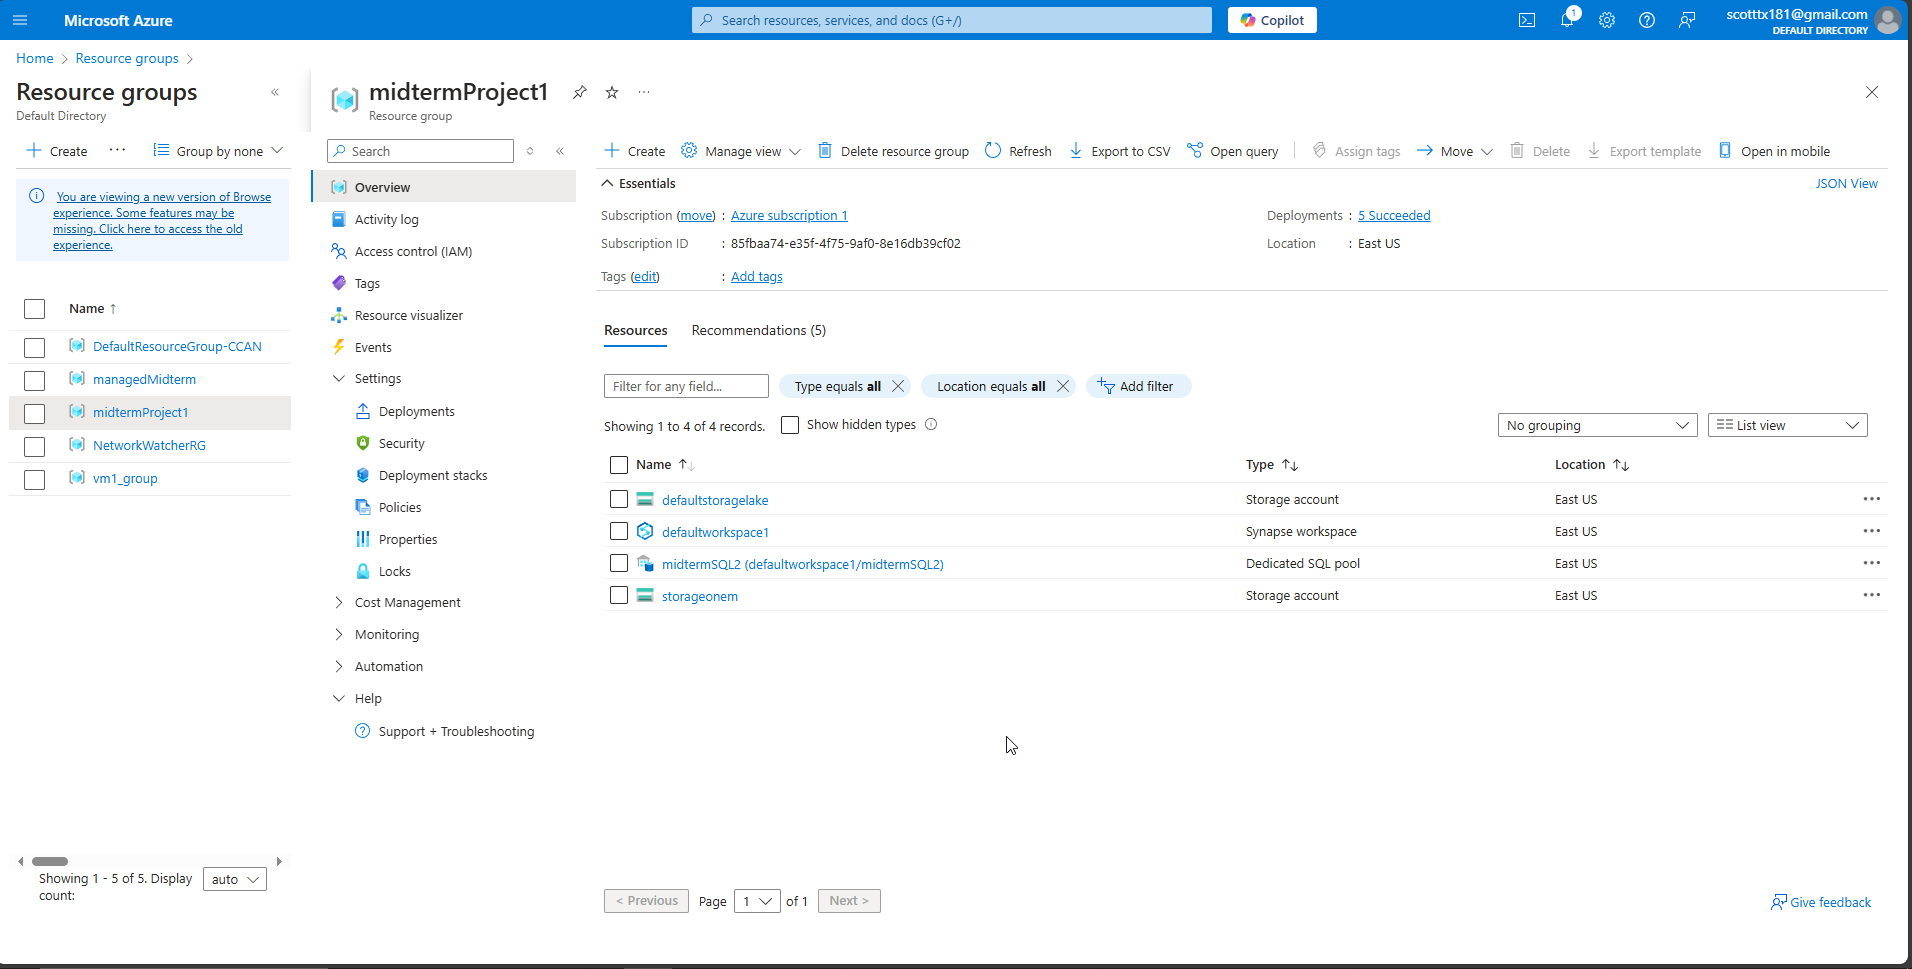 Microsoft Azure
Search resources, services, and docs (G+/)
Copilot
1
scotttx181@gmail.com
DEFAULT DIRECTORY
Home > Resource groups >
Resource groups
Default Directory
«
+ Create
···
Group by none
You are viewing a new version of Browse
experience. Some features may be
missing. Click here to access the old
experience.
Name ↑
DefaultResourceGroup-CCAN
managedMidterm
midtermProject1
NetworkWatcherRG
vm1_group
Showing 1 - 5 of 5. Display
count:
auto
midtermProject1
···
Resource group
Search
«
Overview
Activity log
Access control (IAM)
Tags
Resource visualizer
Events
Settings
Deployments
Security
Deployment stacks
Policies
Properties
Locks
Cost Management
Monitoring
Automation
Help
Support + Troubleshooting
+ Create
Manage view
Delete resource group
Refresh
Export to CSV
Open query
Assign tags
Move
Delete
Export template
Open in mobile
Essentials
JSON View
Subscription (move) : Azure subscription 1
Deployments : 5 Succeeded
Subscription ID : 85fbaa74-e35f-4f75-9af0-8e16db39cf02
Location : East US
Tags (edit) : Add tags
Resources
Recommendations (5)
Filter for any field...
Type equals all
Location equals all
Add filter
Showing 1 to 4 of 4 records.
Show hidden types
No grouping
List view
Name ↑↓
Type ↑↓
Location ↑↓
defaultstoragelake
Storage account
East US
···
defaultworkspace1
Synapse workspace
East US
···
midtermSQL2 (defaultworkspace1/midtermSQL2)
Dedicated SQL pool
East US
···
storageonem
Storage account
East US
···
< Previous
Page 1 of 1
Next >
Give feedback